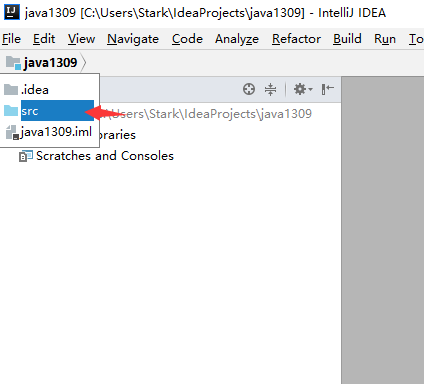 java1309 [C:\Users\Stark\IdeaProjects\java1309] - IntelliJ IDEA
File Edit View Navigate Code Analyze Refactor Build Run To
java1309
.idea
src
\Users\Stark\IdeaProjects\java1309
java1309.iml
raries
Scratches and Consoles